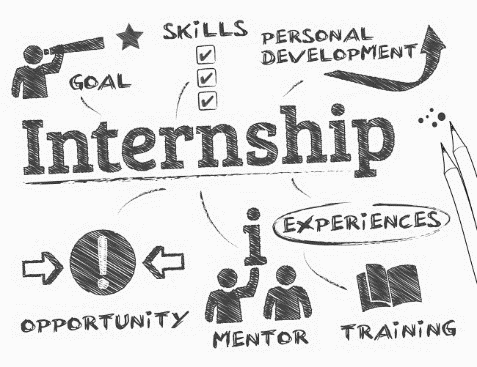 SKILLS
PERSONAL
DEVELOPMENT
GOAL
Internship
EXPERIENCES
OPPORTUNITY
MENTOR
TRAINING